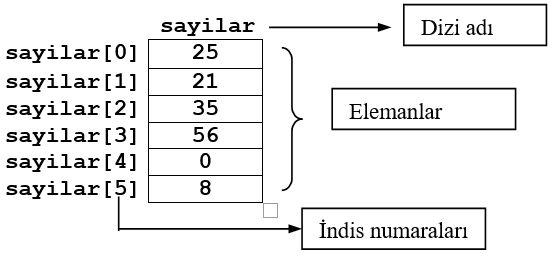 sayilar
Dizi adı
sayilar[0] 25
sayilar[1] 21
sayilar[2] 35
sayilar[3] 56
sayilar[4] 0
sayilar[5] 8
Elemanlar
İndis numaraları